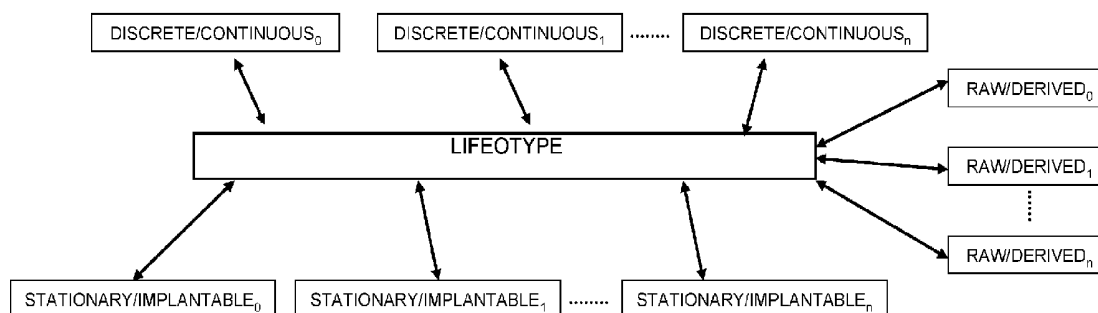 DISCRETE/CONTINUOUS₀ DISCRETE/CONTINUOUS₁ ........ DISCRETE/CONTINUOUSₙ
RAW/DERIVED₀
LIFEOTYPE
RAW/DERIVED₁
RAW/DERIVEDₙ
STATIONARY/IMPLANTABLE₀ STATIONARY/IMPLANTABLE₁ ........ STATIONARY/IMPLANTABLEₙ